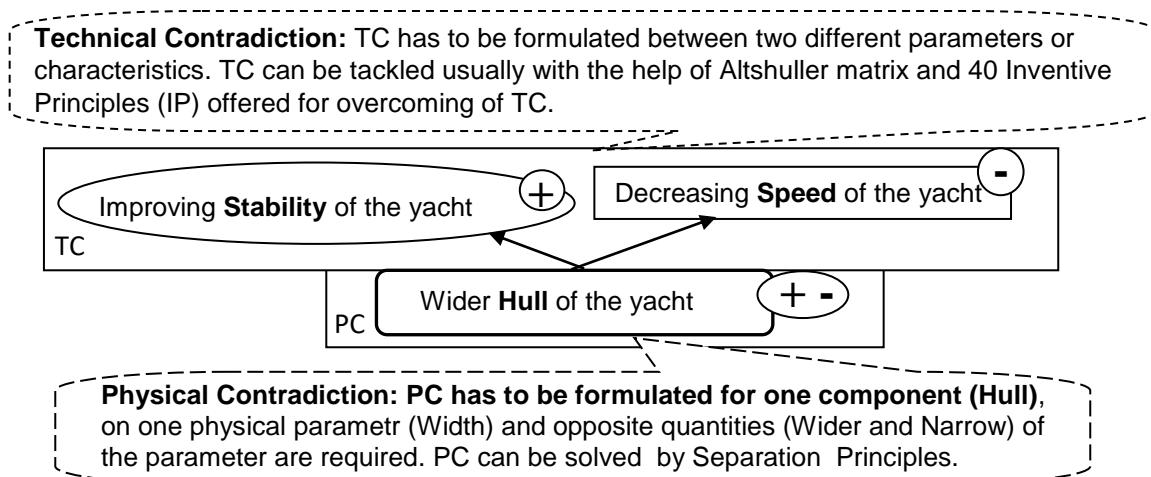 Technical Contradiction: TC has to be formulated between two different parameters or
characteristics. TC can be tackled usually with the help of Altshuller matrix and 40 Inventive
Principles (IP) offered for overcoming of TC.
Improving Stability of the yacht
+
Decreasing Speed of the yacht
-
TC
Wider Hull of the yacht
+ -
PC
Physical Contradiction: PC has to be formulated for one component (Hull),
on one physical parametr (Width) and opposite quantities (Wider and Narrow) of
the parameter are required. PC can be solved by Separation Principles.